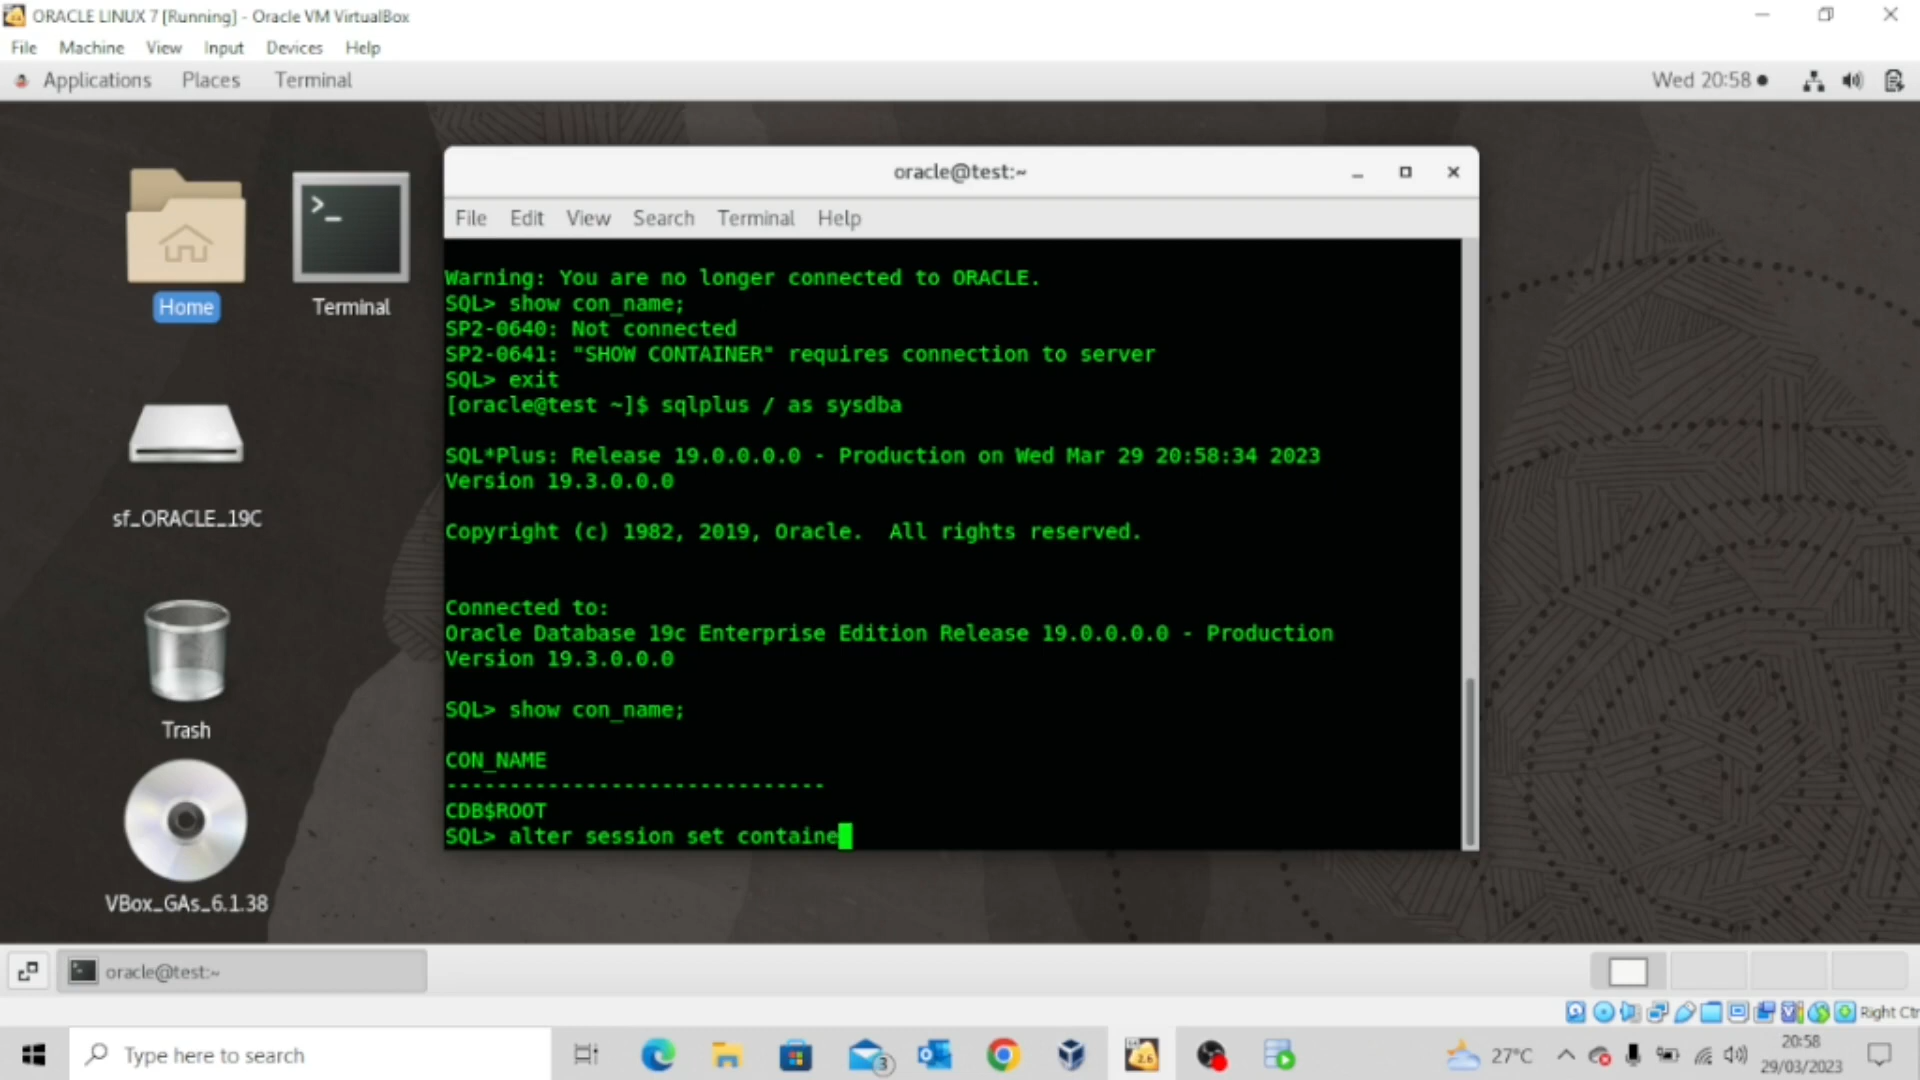 ORACLE LINUX 7 [Running] - Oracle VM VirtualBox
File Machine View Input Devices Help
Applications Places Terminal
Wed 20:58
oracle@test:~
File Edit View Search Terminal Help
Warning: You are no longer connected to ORACLE.
SQL> show con_name;
SP2-0640: Not connected
SP2-0641: "SHOW CONTAINER" requires connection to server
SQL> exit
[oracle@test ~]$ sqlplus / as sysdba
SQL*Plus: Release 19.0.0.0.0 - Production on Wed Mar 29 20:58:34 2023
Version 19.3.0.0.0
Copyright (c) 1982, 2019, Oracle.  All rights reserved.
Connected to:
Oracle Database 19c Enterprise Edition Release 19.0.0.0.0 - Production
Version 19.3.0.0.0
SQL> show con_name;
CON_NAME
------------------------------
CDB$ROOT
SQL> alter session set containe
Home
Terminal
sf_ORACLE_19C
Trash
VBox_GAs_6.1.38
oracle@test:~
Right Ctr
Type here to search
3
2.6
27°C
20:58
29/03/2023